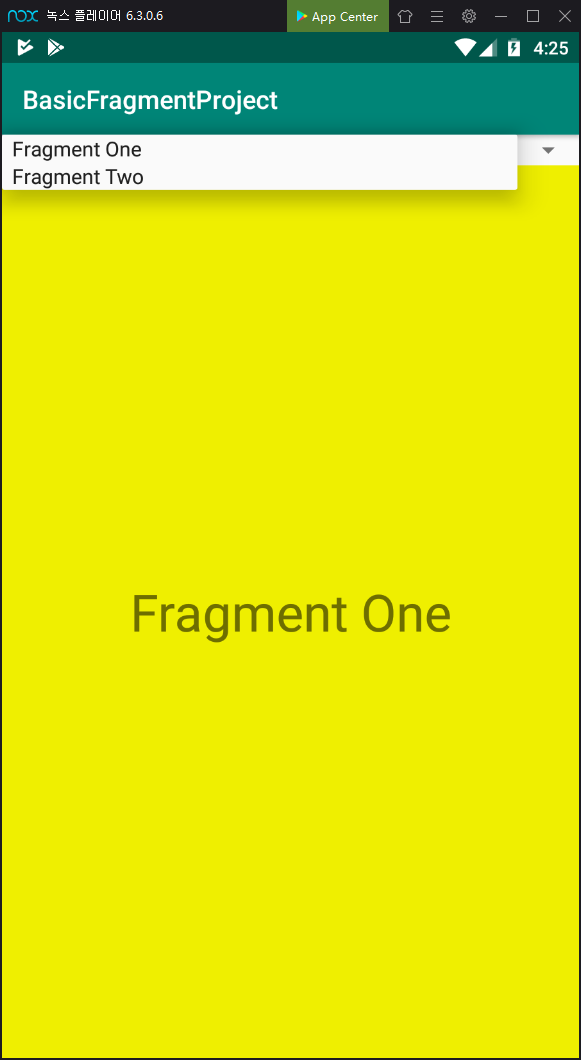 nox 녹스 플레이어 6.3.0.6 App Center
4:25
BasicFragmentProject
Fragment One
Fragment Two
Fragment One